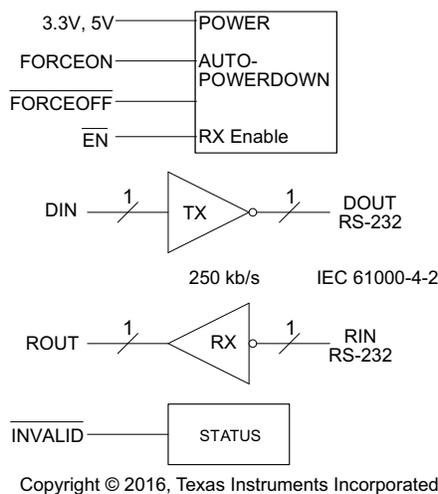 3.3V, 5V POWER
FORCEON AUTO-
POWERDOWN
FORCEOFF
EN RX Enable
1 1
DIN TX DOUT
RS-232
250 kb/s IEC 61000-4-2
1 1
ROUT RX RIN
RS-232
INVALID STATUS
Copyright © 2016, Texas Instruments Incorporated